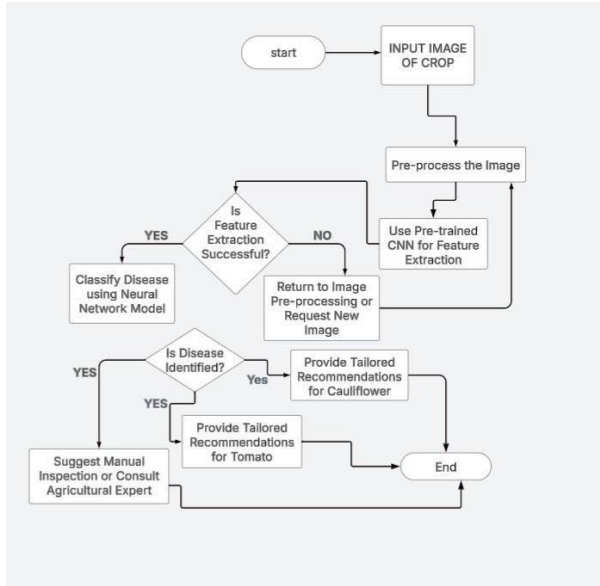 start
INPUT IMAGE
OF CROP
Pre-process the Image
Use Pre-trained
CNN for Feature
Extraction
Is
Feature
Extraction
Successful?
YES
NO
Classify Disease
using Neural
Network Model
Return to Image
Pre-processing or
Request New
Image
Is Disease
Identified?
YES
YES
Yes
Provide Tailored
Recommendations
for Cauliflower
Provide Tailored
Recommendations
for Tomato
Suggest Manual
Inspection or Consult
Agricultural Expert
End